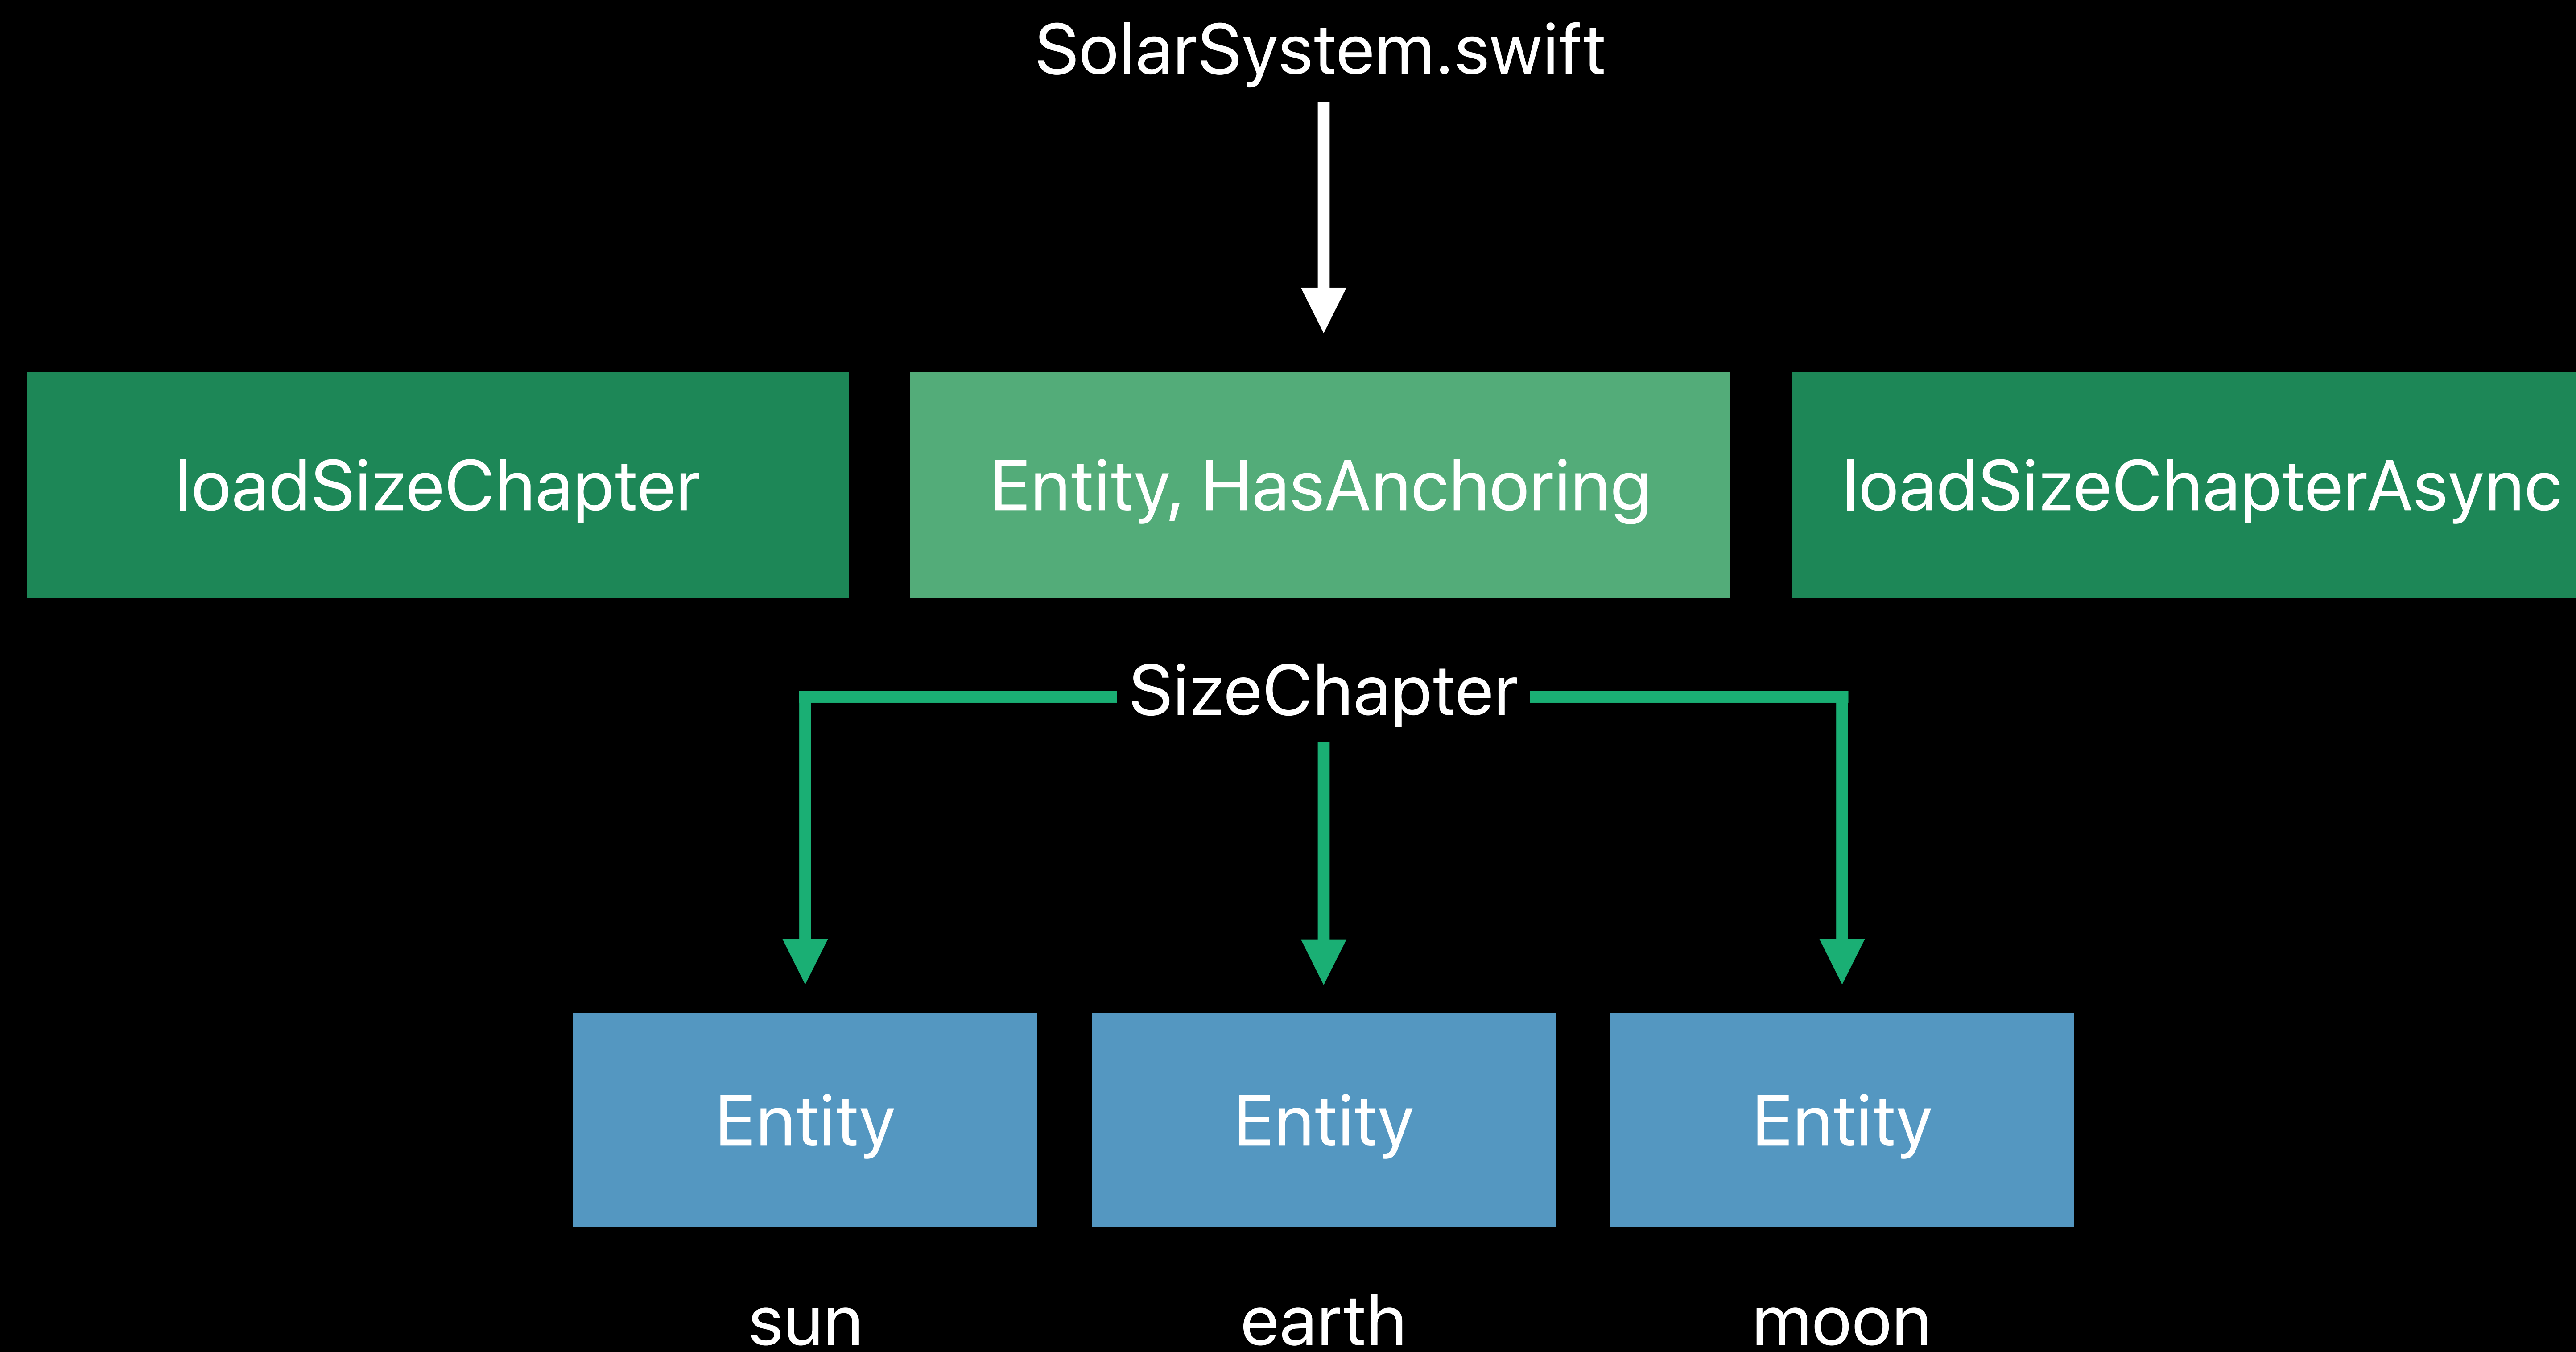 SolarSystem.swift
loadSizeChapter
Entity, HasAnchoring
loadSizeChapterAsync
SizeChapter
Entity
Entity
Entity
sun
earth
moon